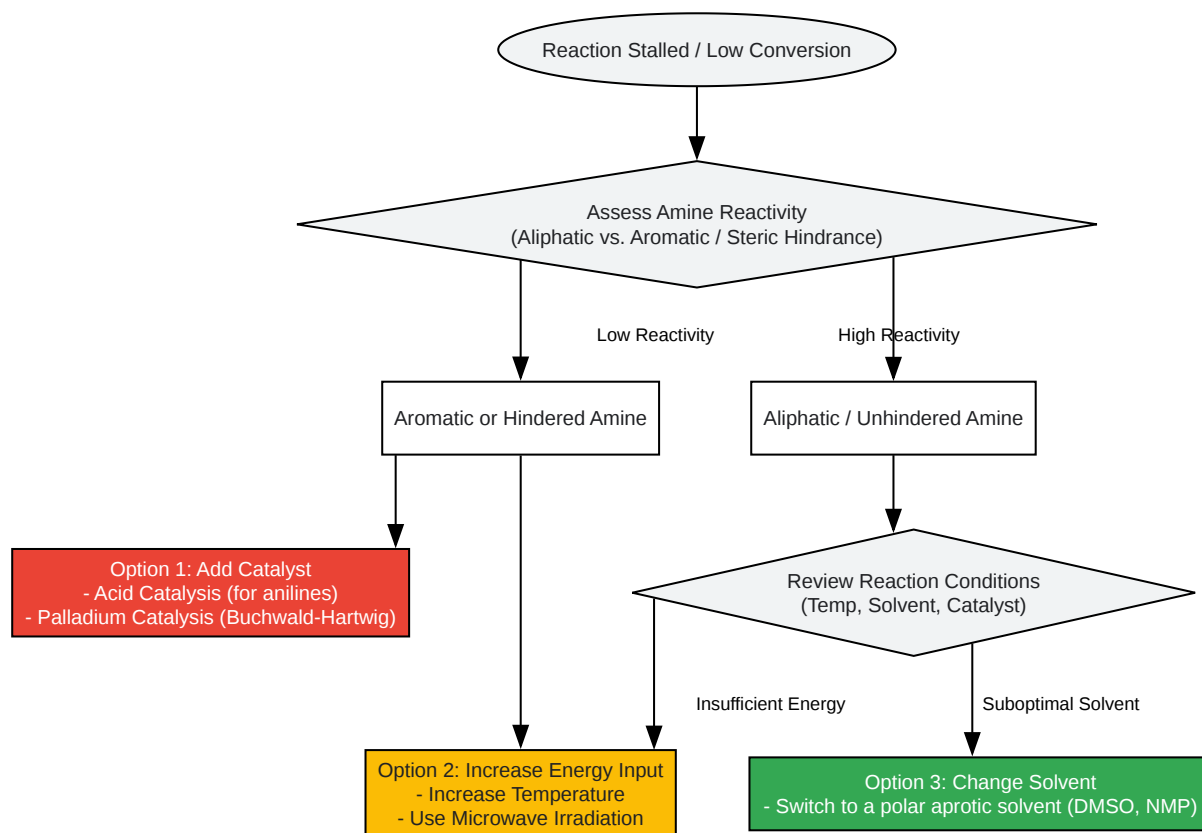 Reaction Stalled / Low Conversion
Assess Amine Reactivity
(Aliphatic vs. Aromatic / Steric Hindrance)
Low Reactivity
High Reactivity
Aromatic or Hindered Amine
Aliphatic / Unhindered Amine
Option 1: Add Catalyst
- Acid Catalysis (for anilines)
- Palladium Catalysis (Buchwald-Hartwig)
Review Reaction Conditions
(Temp, Solvent, Catalyst)
Insufficient Energy
Suboptimal Solvent
Option 2: Increase Energy Input
- Increase Temperature
- Use Microwave Irradiation
Option 3: Change Solvent
- Switch to a polar aprotic solvent (DMSO, NMP)